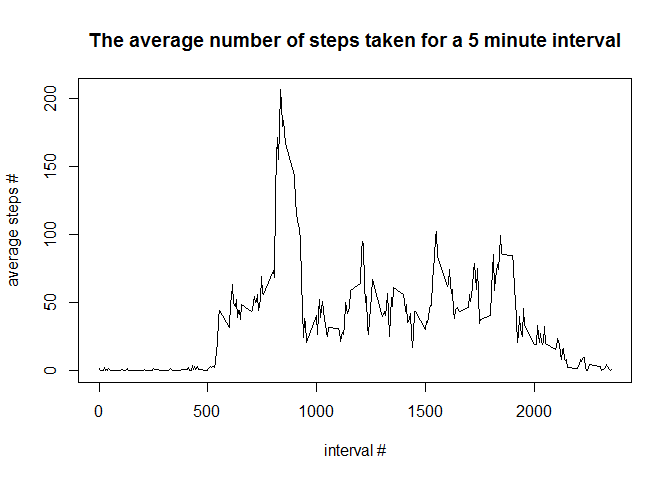 The average number of steps taken for a 5 minute interval
200
150
100
50
0
average steps #
0 500 1000 1500 2000
interval #